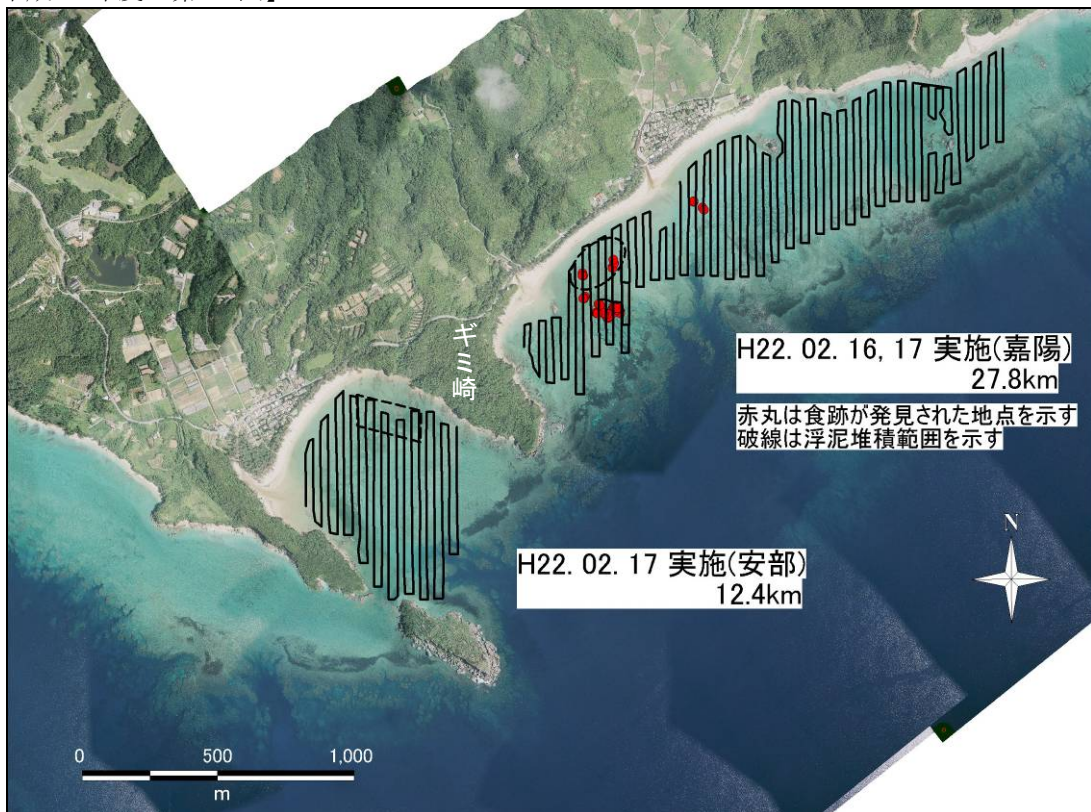 ギミ崎
H22.02.16,17 実施(嘉陽)
27.8km
赤丸は食跡が発見された地点を示す
破線は浮泥堆積範囲を示す
H22.02.17 実施(安部)
12.4km
N
0 500 1,000
m